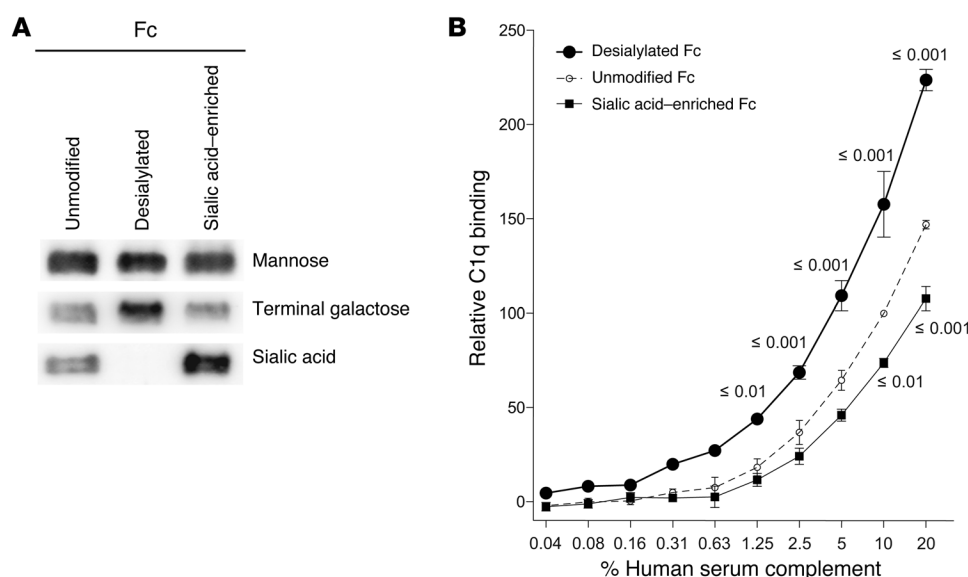 A
Fc
Unmodified
Desialylated
Sialic acid–enriched
Mannose
Terminal galactose
Sialic acid
B
Relative C1q binding
250
200
150
100
50
0
Desialylated Fc
Unmodified Fc
Sialic acid–enriched Fc
≤ 0.001
≤ 0.001
≤ 0.001
≤ 0.001
≤ 0.01
≤ 0.001
≤ 0.01
0.04 0.08 0.16 0.31 0.63 1.25 2.5 5 10 20
% Human serum complement